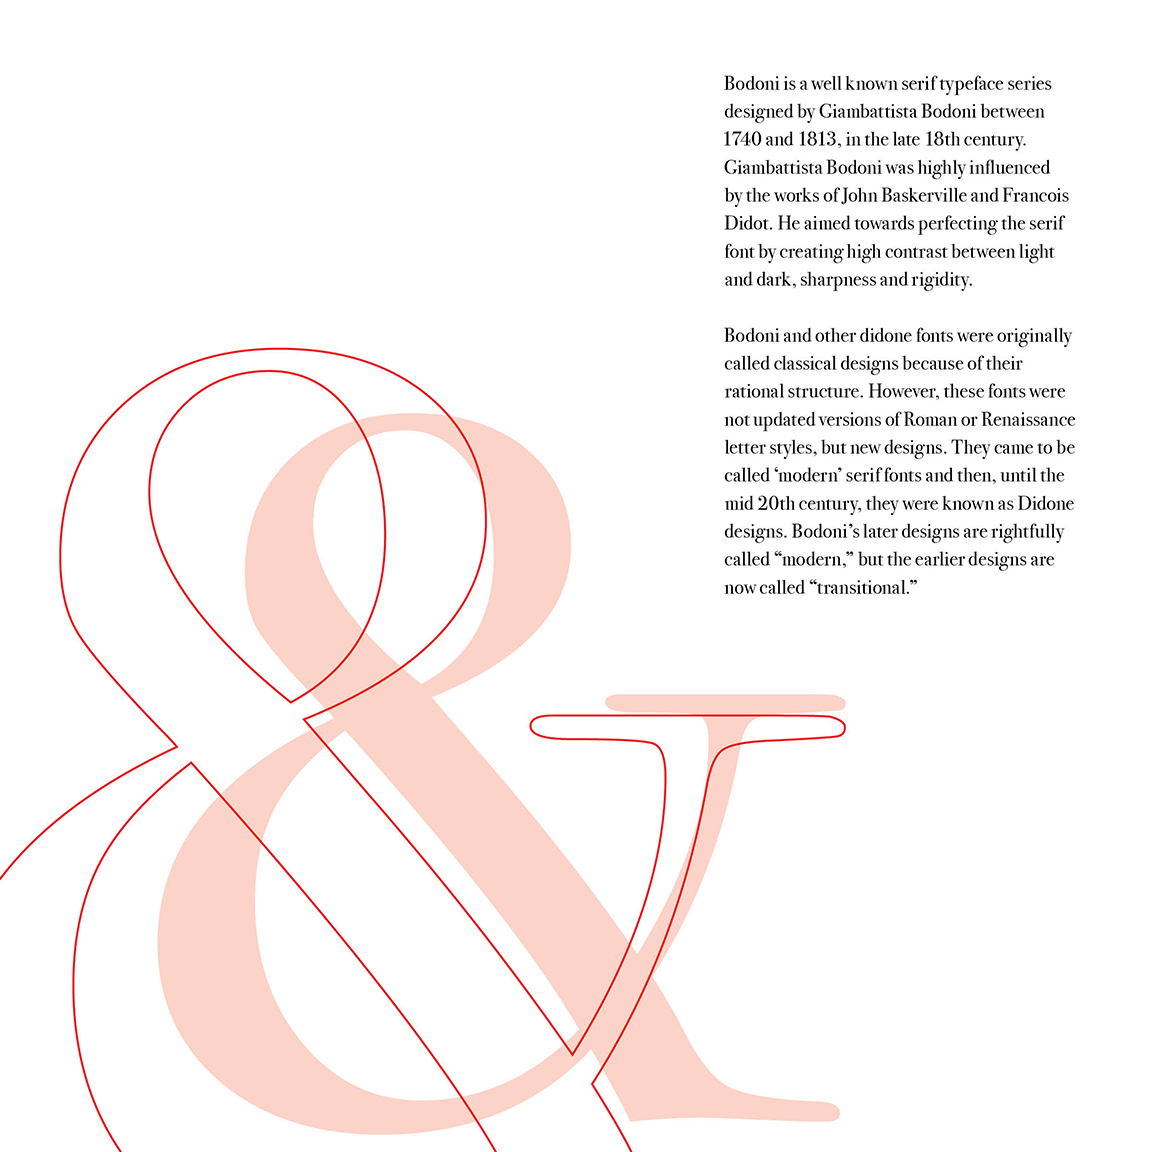 Bodoni is a well known serif typeface series
designed by Giambattista Bodoni between
1740 and 1813, in the late 18th century.
Giambattista Bodoni was highly influenced
by the works of John Baskerville and Francois
Didot. He aimed towards perfecting the serif
font by creating high contrast between light
and dark, sharpness and rigidity.
Bodoni and other didone fonts were originally
called classical designs because of their
rational structure. However, these fonts were
not updated versions of Roman or Renaissance
letter styles, but new designs. They came to be
called ‘modern’ serif fonts and then, until the
mid 20th century, they were known as Didone
designs. Bodoni’s later designs are rightfully
called “modern,” but the earlier designs are
now called “transitional.”
&
&